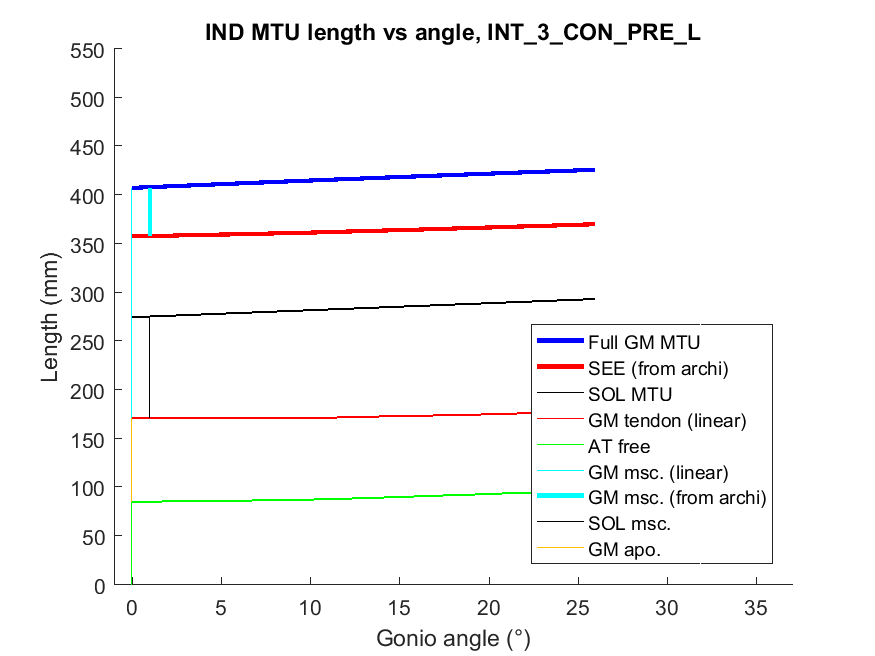 IND MTU length vs angle, INT_3_CON_PRE_L
550
500
450
400
350
300
250
200
150
100
50
0
Length (mm)
0 5 10 15 20 25 30 35
Gonio angle (°)
Full GM MTU
SEE (from archi)
SOL MTU
GM tendon (linear)
AT free
GM msc. (linear)
GM msc. (from archi)
SOL msc.
GM apo.